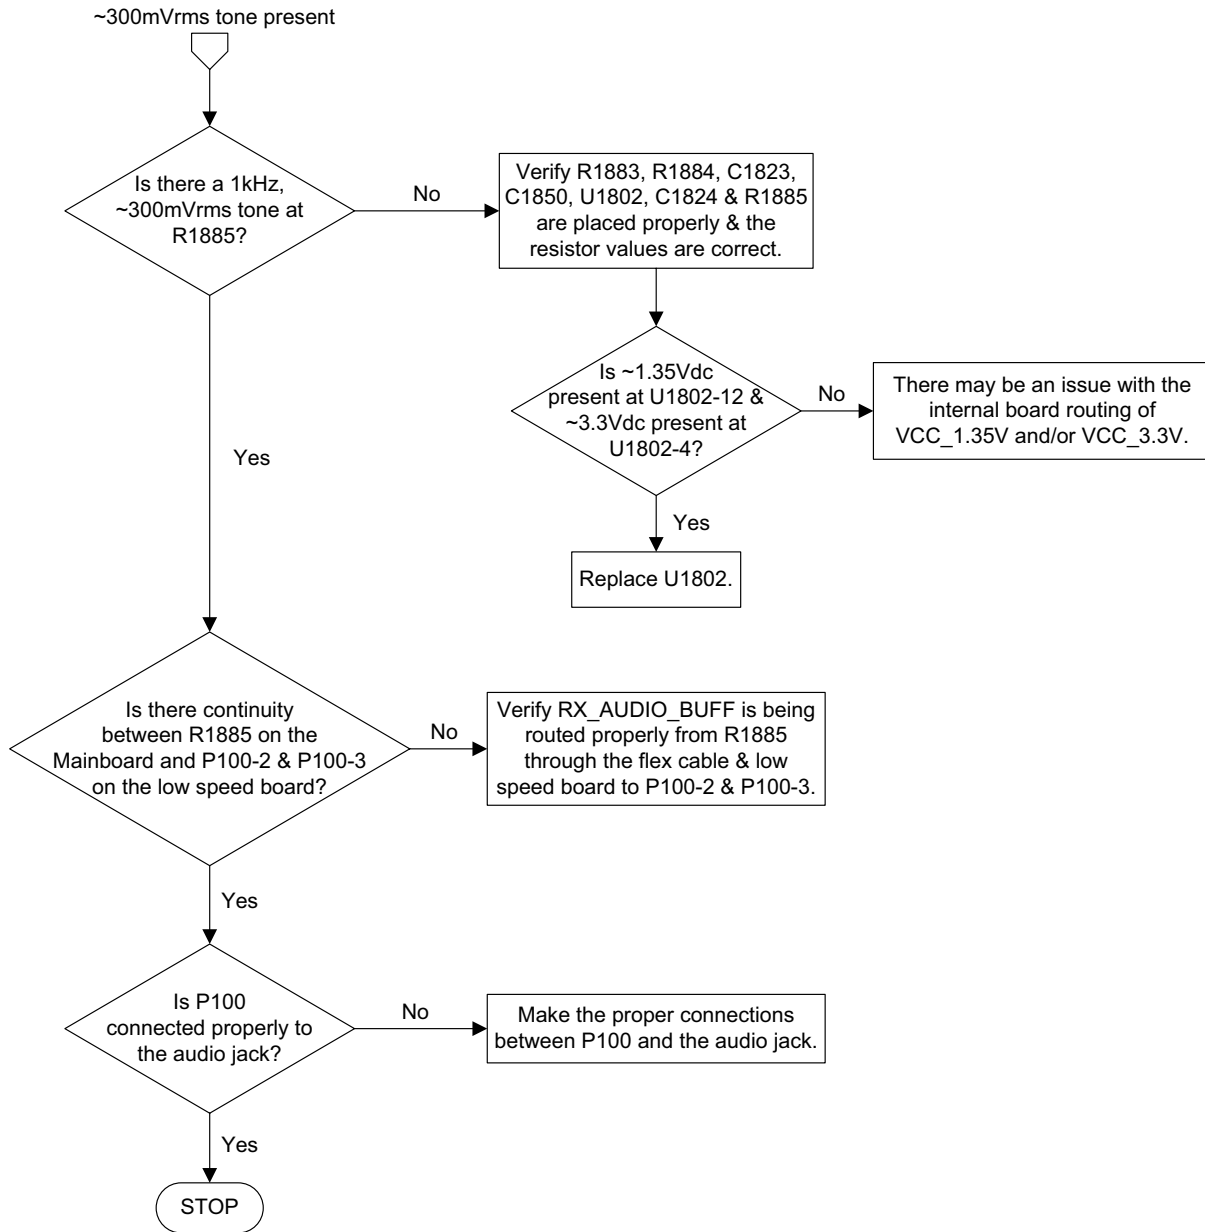 ~300mVrms tone present
Is there a 1kHz,
~300mVrms tone at
R1885?
No
Verify R1883, R1884, C1823,
C1850, U1802, C1824 & R1885
are placed properly & the
resistor values are correct.
Is ~1.35Vdc
present at U1802-12 &
~3.3Vdc present at
U1802-4?
No
There may be an issue with the
internal board routing of
VCC_1.35V and/or VCC_3.3V.
Yes
Replace U1802.
Yes
Is there continuity
between R1885 on the
Mainboard and P100-2 & P100-3
on the low speed board?
No
Verify RX_AUDIO_BUFF is being
routed properly from R1885
through the flex cable & low
speed board to P100-2 & P100-3.
Yes
Is P100
connected properly to
the audio jack?
No
Make the proper connections
between P100 and the audio jack.
Yes
STOP